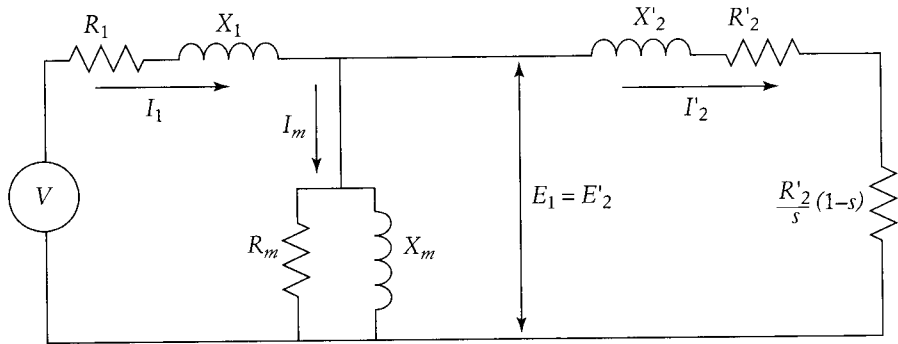 R1
X1
X'2
R'2
I1
Im
I'2
V
E1 = E'2
R'2/s (1–s)
Rm
Xm